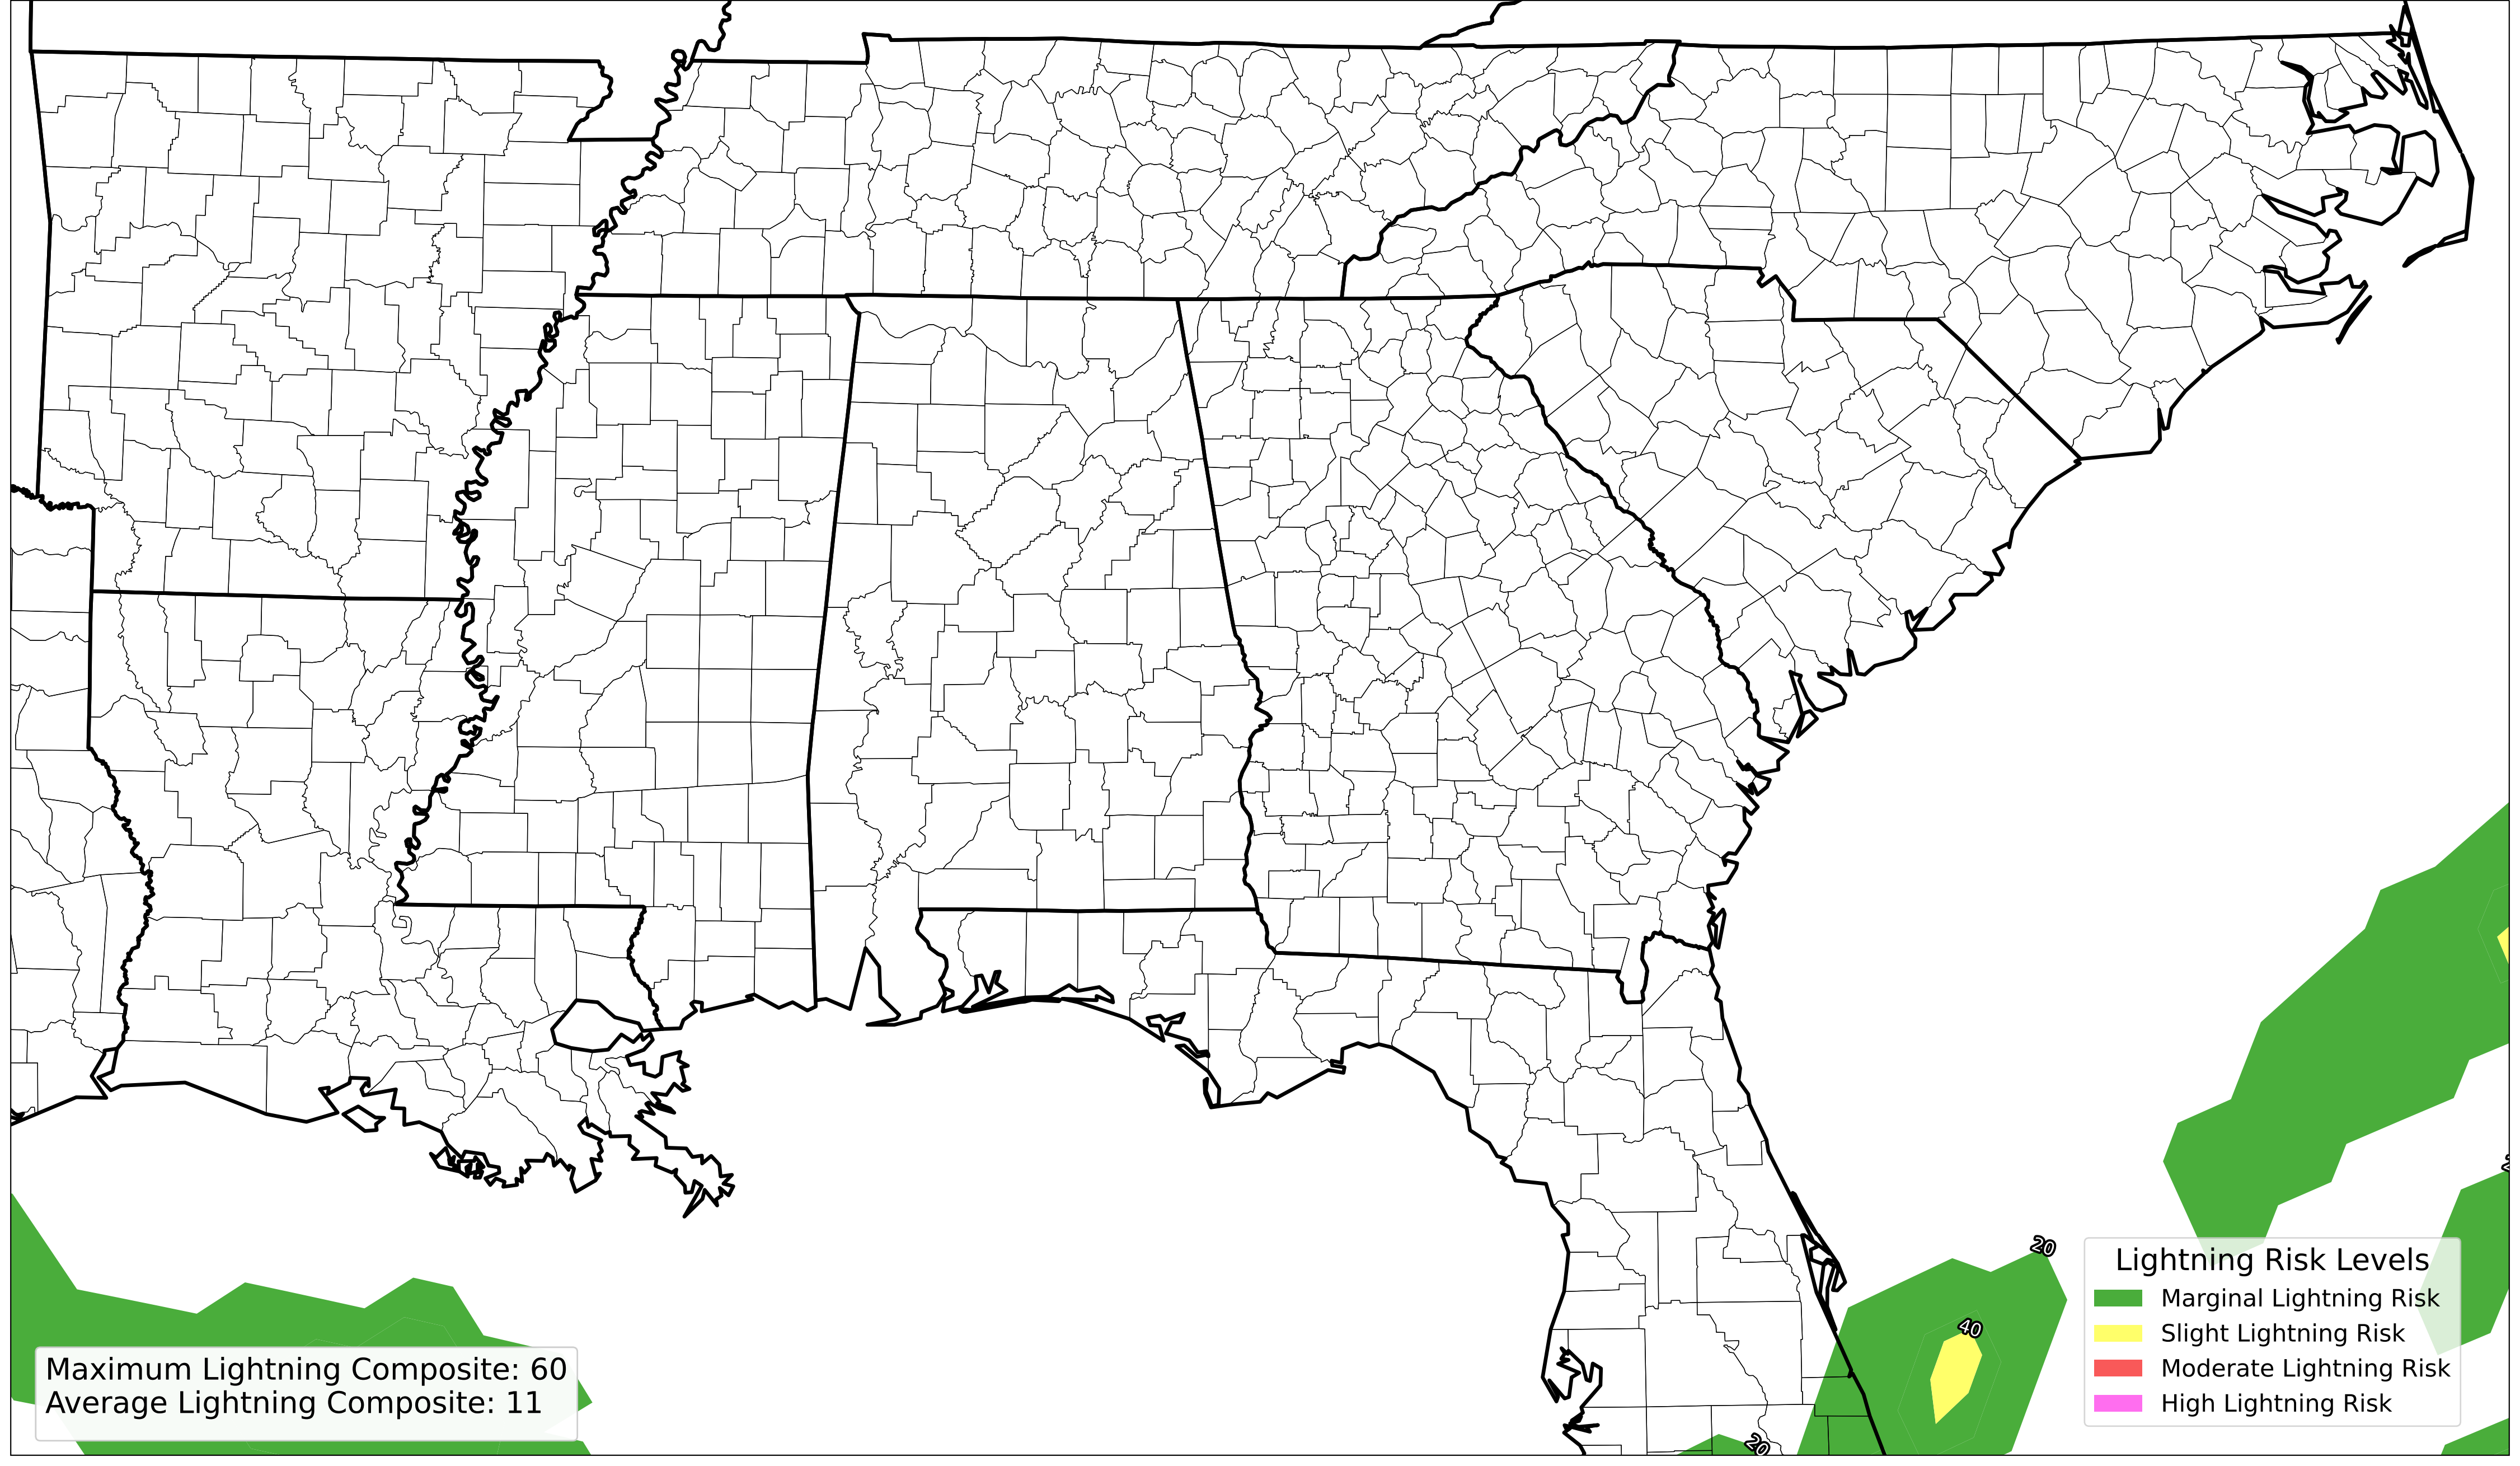 20
40
20
Maximum Lightning Composite: 60
Average Lightning Composite: 11
Lightning Risk Levels
Marginal Lightning Risk
Slight Lightning Risk
Moderate Lightning Risk
High Lightning Risk